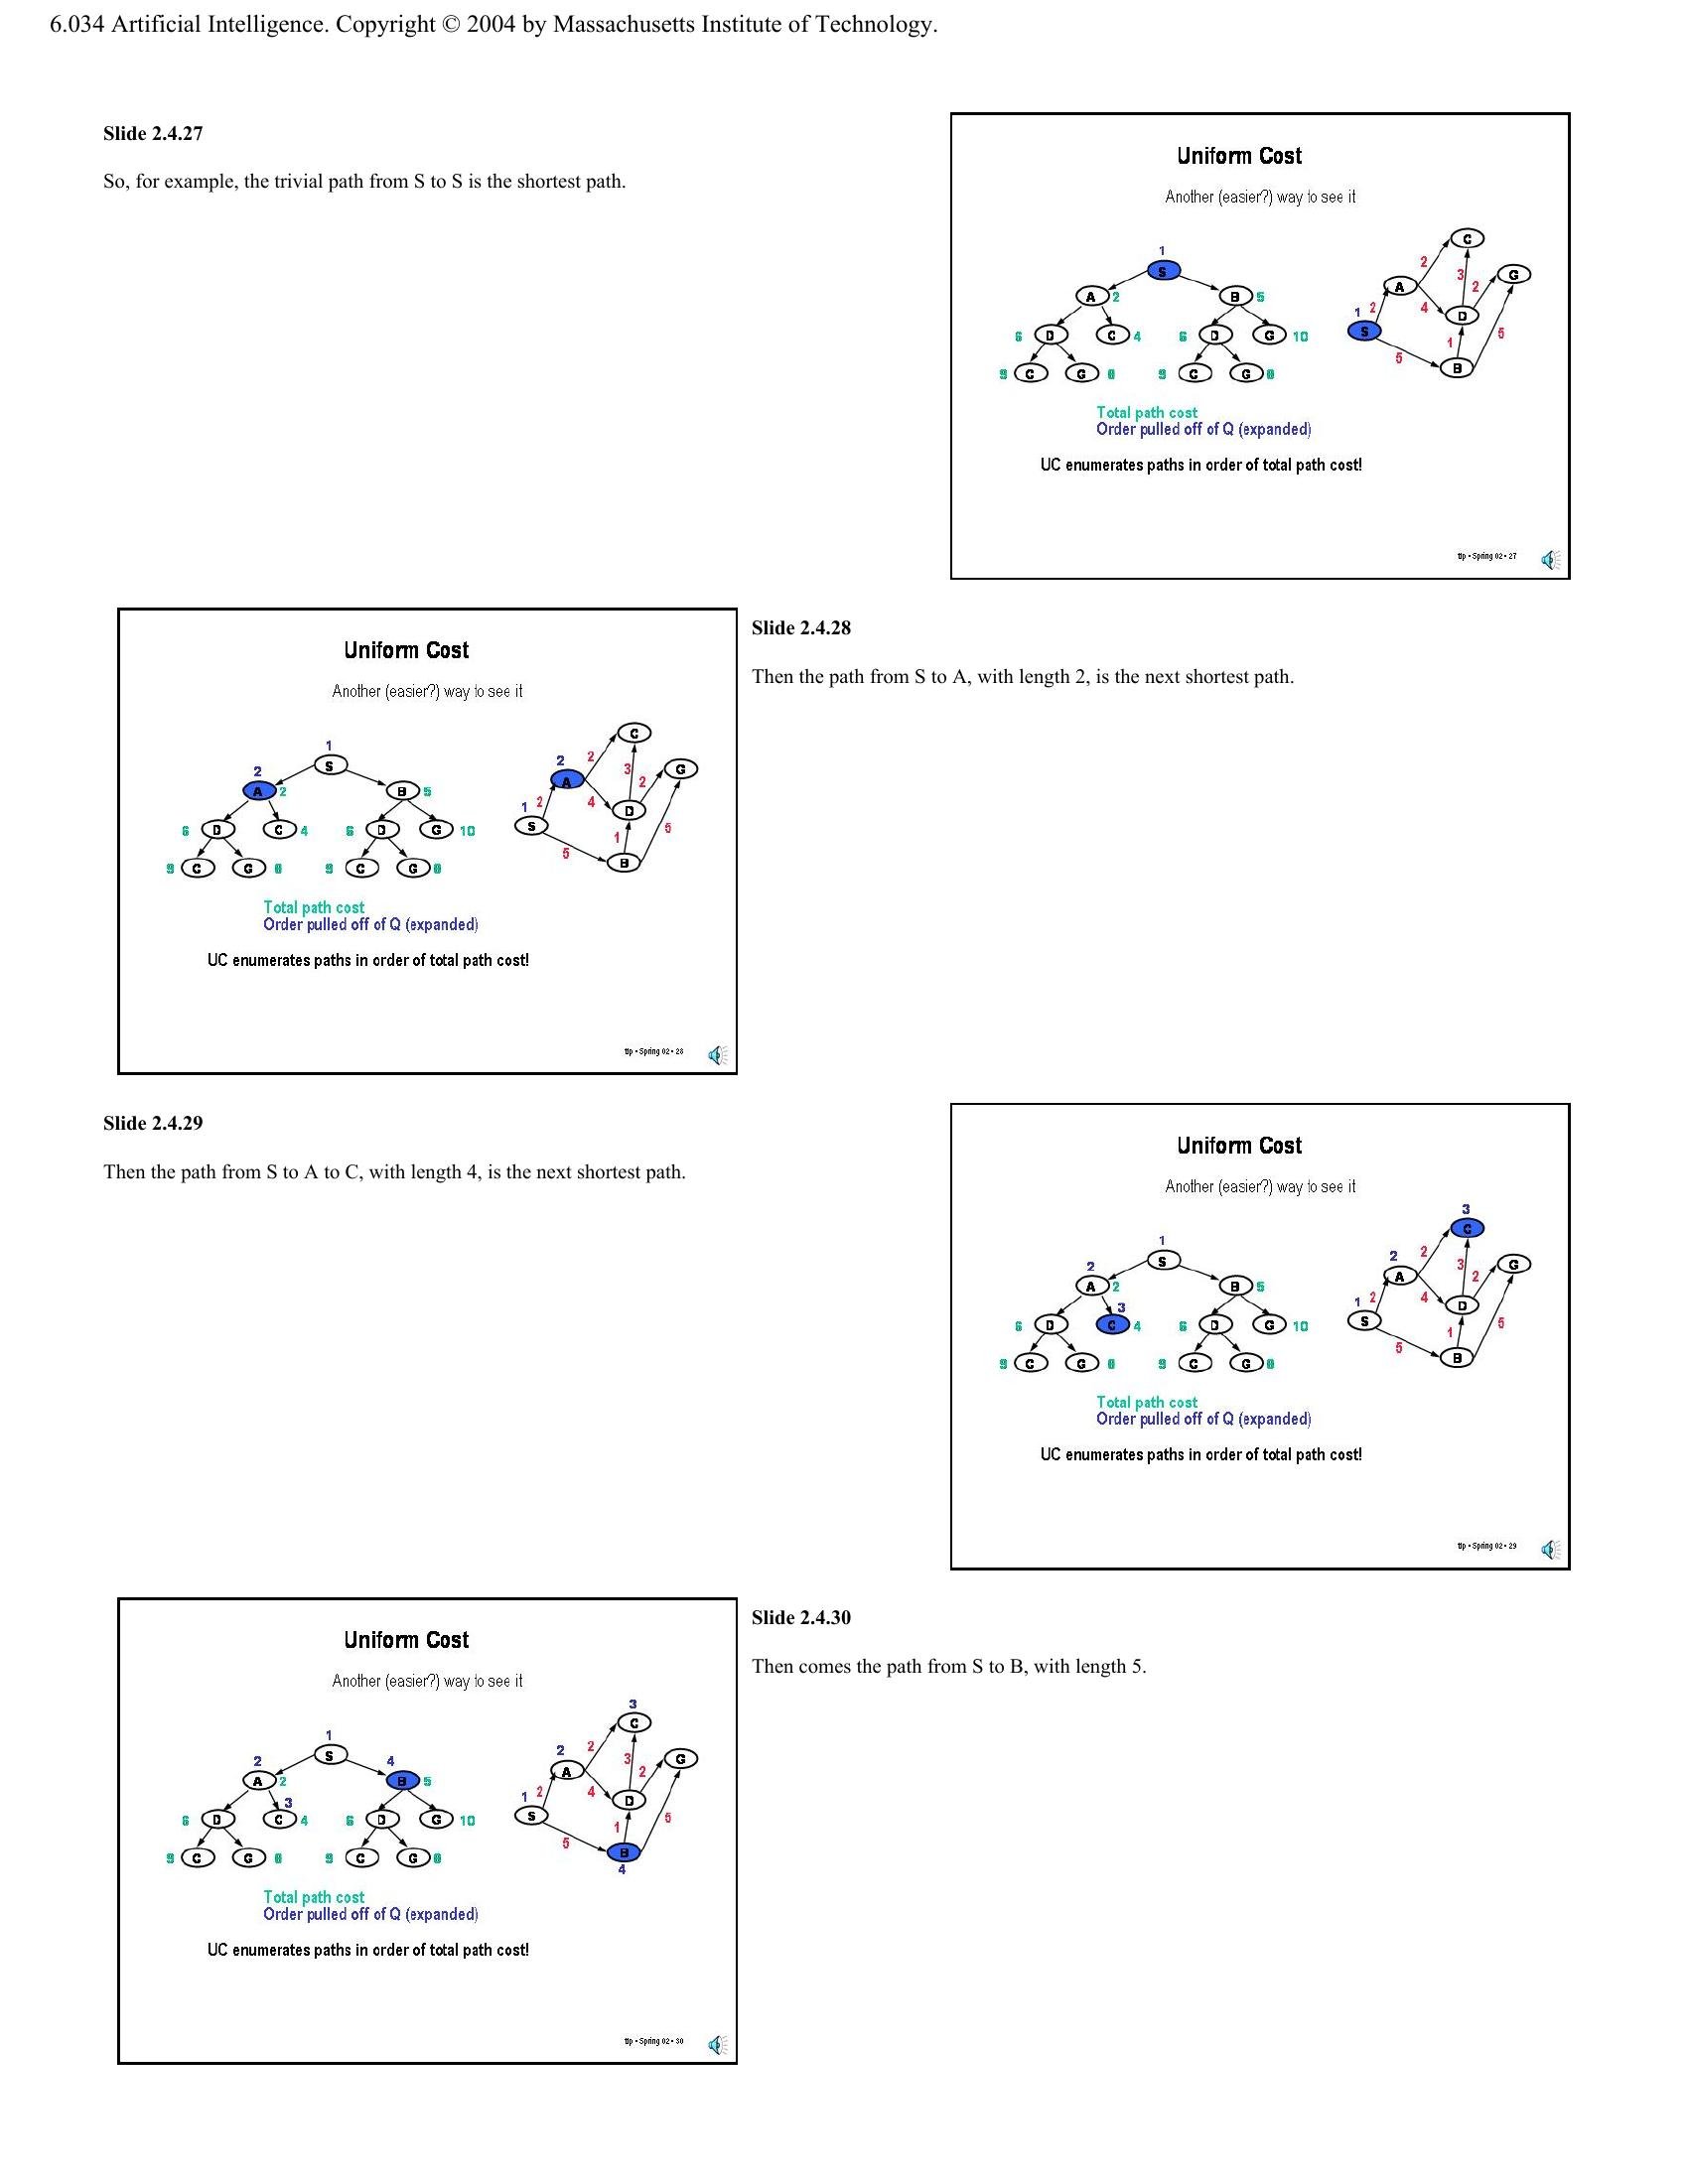 6.034 Artificial Intelligence. Copyright © 2004 by Massachusetts Institute of Technology.
Slide 2.4.27
So, for example, the trivial path from S to S is the shortest path.
Uniform Cost
Another (easier?) way to see it
1
S
A 2 B 5
6 D C 4 6 D G 10
9 C G 8 9 C G 8
C
2
A 3 G
2
1 2 4 D
S 1 5
5 B
Total path cost
Order pulled off of Q (expanded)
UC enumerates paths in order of total path cost!
tlp • Spring 02 • 27
Slide 2.4.28
Then the path from S to A, with length 2, is the next shortest path.
Uniform Cost
Another (easier?) way to see it
1
S
2
A 2 B 5
6 D C 4 6 D G 10
9 C G 8 9 C G 8
C
2 2
A 3 G
2
1 2 4 D
S 1 5
5 B
Total path cost
Order pulled off of Q (expanded)
UC enumerates paths in order of total path cost!
tlp • Spring 02 • 28
Slide 2.4.29
Then the path from S to A to C, with length 4, is the next shortest path.
Uniform Cost
Another (easier?) way to see it
1
S
2
A 2 B 5
3
6 D C 4 6 D G 10
9 C G 8 9 C G 8
3
C
2 2
A 3 G
2
1 2 4 D
S 1 5
5 B
Total path cost
Order pulled off of Q (expanded)
UC enumerates paths in order of total path cost!
tlp • Spring 02 • 29
Slide 2.4.30
Then comes the path from S to B, with length 5.
Uniform Cost
Another (easier?) way to see it
1
S
2 4
A 2 B 5
3
6 D C 4 6 D G 10
9 C G 8 9 C G 8
3
C
2 2
A 3 G
2
1 2 4 D
S 1 5
5 B
4
Total path cost
Order pulled off of Q (expanded)
UC enumerates paths in order of total path cost!
tlp • Spring 02 • 30